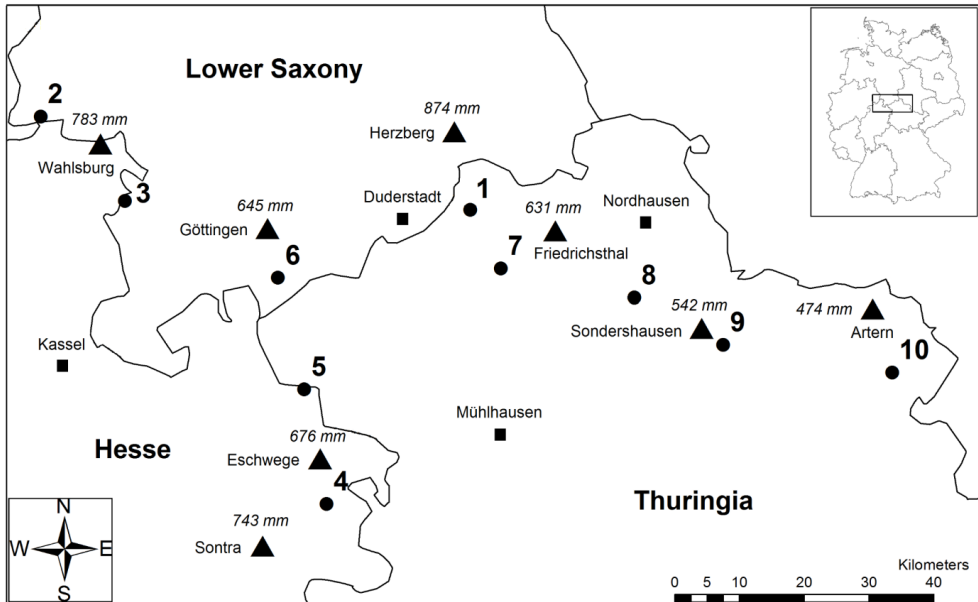 Lower Saxony
2
783 mm
Wahlsburg
874 mm
Herzberg
3
Duderstadt
1
645 mm
Göttingen
631 mm
Friedrichsthal
Nordhausen
6
7
8
542 mm
Sondershausen
9
474 mm
Artern
10
Kassel
5
Mühlhausen
Hesse
676 mm
Eschwege
4
743 mm
Sontra
Thuringia
N
W E
S
Kilometers
0 5 10 20 30 40